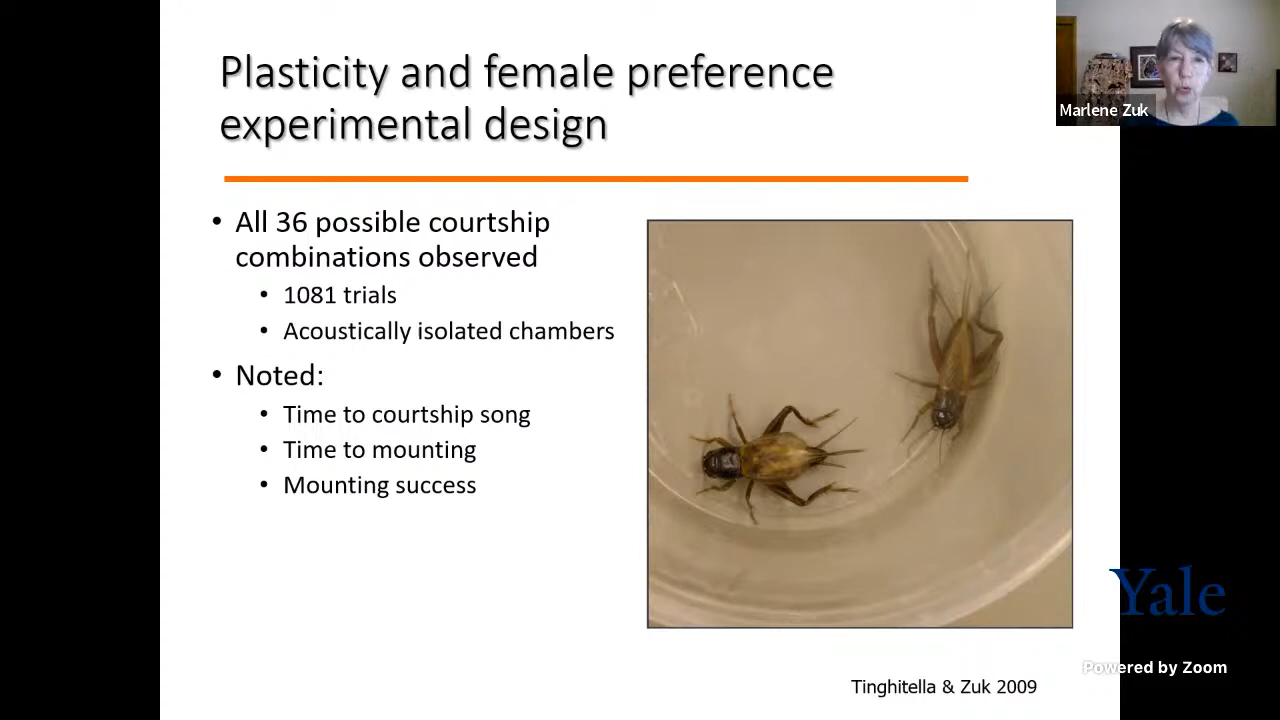 Plasticity and female preference
experimental design
Marlene Zuk
• All 36 possible courtship
combinations observed
• 1081 trials
• Acoustically isolated chambers
• Noted:
• Time to courtship song
• Time to mounting
• Mounting success
Yale
Powered by Zoom
Tinghitella & Zuk 2009